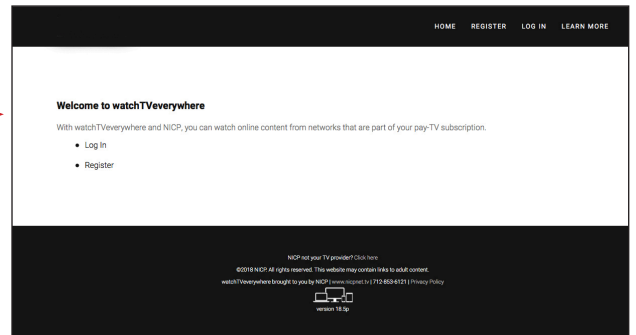 HOME REGISTER LOG IN LEARN MORE
Welcome to watchTVeverywhere
With watchTVeverywhere and NICP, you can watch online content from networks that are part of your pay-TV subscription.
• Log In
• Register
NICP not your TV provider? Click here
©2018 NICP. All rights reserved. This website may contain links to adult content.
watchTVeverywhere brought to you by NICP | www.nicpnet.tv | 712-853-6121 | Privacy Policy
version 18.5p